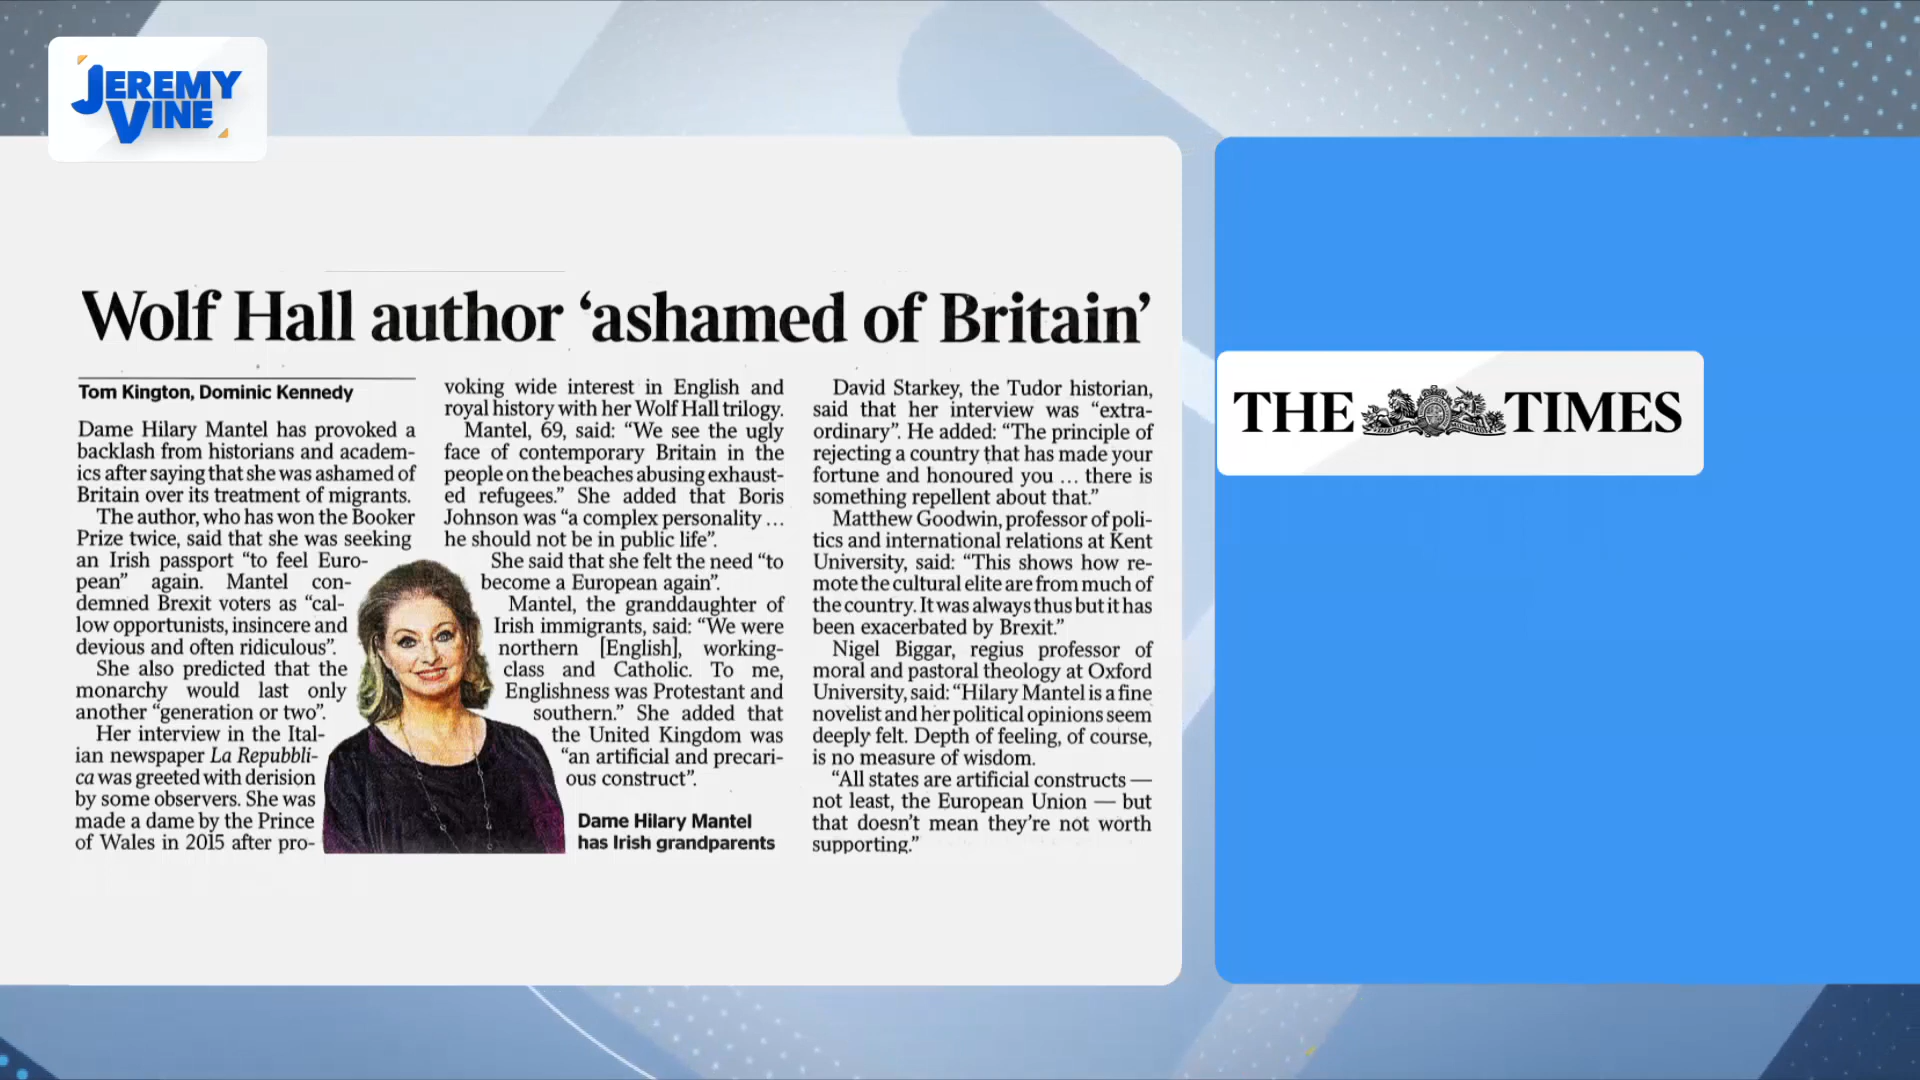 JEREMY
VINE
Wolf Hall author ‘ashamed of Britain’
Tom Kington, Dominic Kennedy
Dame Hilary Mantel has provoked a
backlash from historians and academ-
ics after saying that she was ashamed of
Britain over its treatment of migrants.
The author, who has won the Booker
Prize twice, said that she was seeking
an Irish passport “to feel Euro-
pean” again. Mantel con-
demned Brexit voters as “cal-
low opportunists, insincere and
devious and often ridiculous”.
She also predicted that the
monarchy would last only
another “generation or two”.
Her interview in the Ital-
ian newspaper La Repubbli-
ca was greeted with derision
by some observers. She was
made a dame by the Prince
of Wales in 2015 after pro-
voking wide interest in English and
royal history with her Wolf Hall trilogy.
Mantel, 69, said: “We see the ugly
face of contemporary Britain in the
people on the beaches abusing exhaust-
ed refugees.” She added that Boris
Johnson was “a complex personality ...
he should not be in public life”.
She said that she felt the need “to
become a European again”.
Mantel, the granddaughter of
Irish immigrants, said: “We were
northern [English], working-
class and Catholic. To me,
Englishness was Protestant and
southern.” She added that
the United Kingdom was
“an artificial and precari-
ous construct”.
Dame Hilary Mantel
has Irish grandparents
David Starkey, the Tudor historian,
said that her interview was “extra-
ordinary”. He added: “The principle of
rejecting a country that has made your
fortune and honoured you ... there is
something repellent about that.”
Matthew Goodwin, professor of poli-
tics and international relations at Kent
University, said: “This shows how re-
mote the cultural elite are from much of
the country. It was always thus but it has
been exacerbated by Brexit.”
Nigel Biggar, regius professor of
moral and pastoral theology at Oxford
University, said: “Hilary Mantel is a fine
novelist and her political opinions seem
deeply felt. Depth of feeling, of course,
is no measure of wisdom.
“All states are artificial constructs —
not least, the European Union — but
that doesn’t mean they’re not worth
supporting.”
THE TIMES